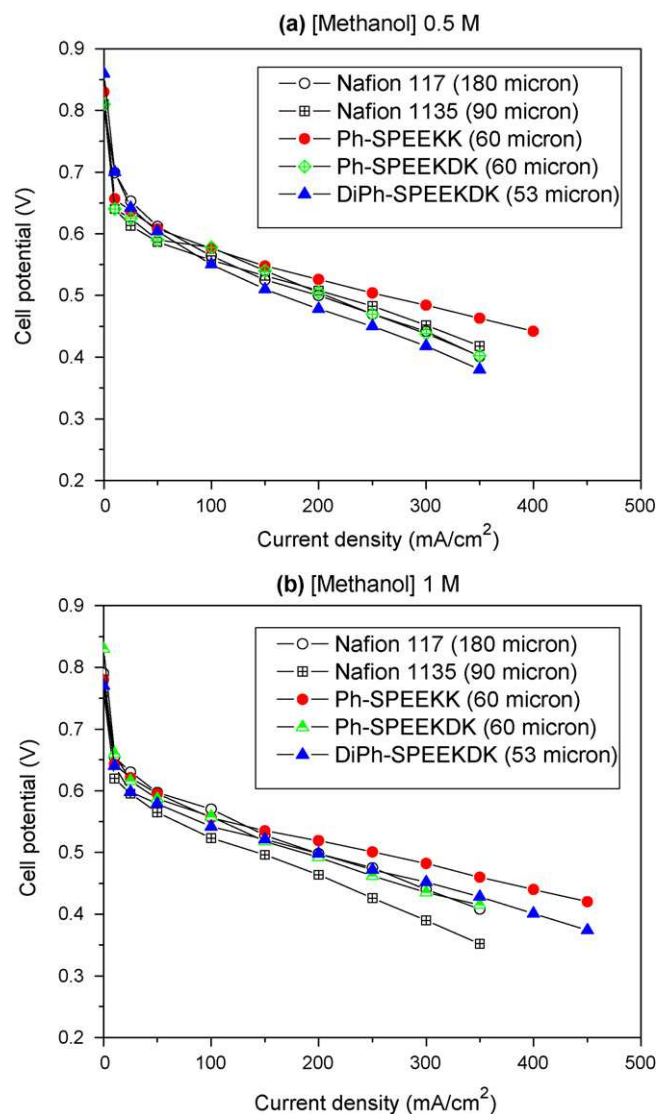 (a) [Methanol] 0.5 M
0.9
0.8
0.7
0.6
0.5
0.4
0.3
0.2
Cell potential (V)
Nafion 117 (180 micron)
Nafion 1135 (90 micron)
Ph-SPEEKK (60 micron)
Ph-SPEEKDK (60 micron)
DiPh-SPEEKDK (53 micron)
0 100 200 300 400 500
Current density (mA/cm²)
(b) [Methanol] 1 M
0.9
0.8
0.7
0.6
0.5
0.4
0.3
0.2
Cell potential (V)
Nafion 117 (180 micron)
Nafion 1135 (90 micron)
Ph-SPEEKK (60 micron)
Ph-SPEEKDK (60 micron)
DiPh-SPEEKDK (53 micron)
0 100 200 300 400 500
Current density (mA/cm²)